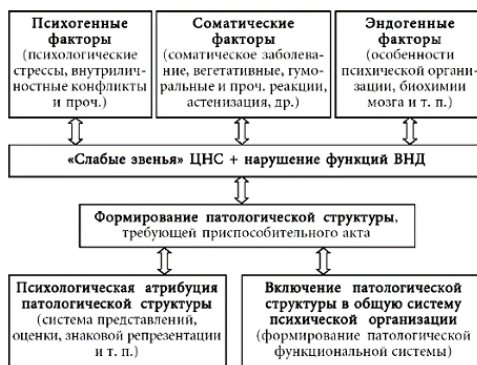 Психогенные
факторы
(психологические
стрессы, внутрилич-
ностные конфликты
и проч.)
Соматические
факторы
(соматическое заболева-
ние, вегетативные, гумо-
ральные и проч. реакции,
астенизация, др.)
Эндогенные
факторы
(особенности
психической органи-
зации, биохимии
мозга и т. п.)
«Слабые звенья» ЦНС + нарушение функций ВНД
Формирование патологической структуры,
требующей приспособительного акта
Психологическая атрибуция
патологической структуры
(система представлений,
оценки, знаковой репрезентации
и т. п.)
Включение патологической
структуры в общую систему
психической организации
(формирование патологической
функциональной системы)